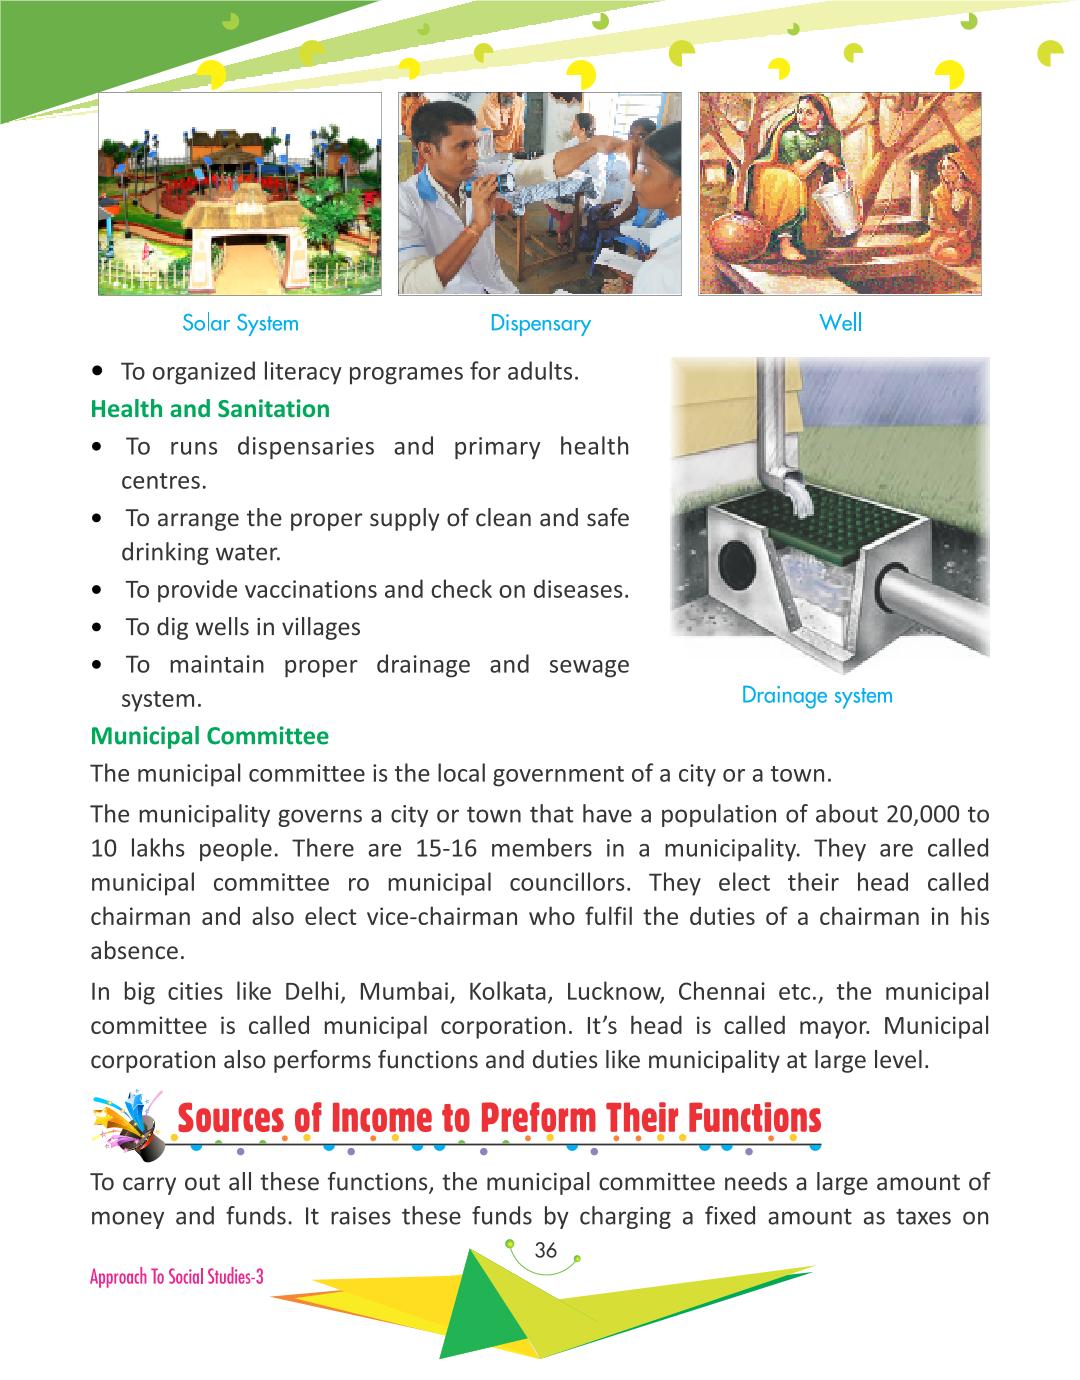 Solar System
Dispensary
Well
• To organized literacy programes for adults.
Health and Sanitation
• To runs dispensaries and primary health
centres.
• To arrange the proper supply of clean and safe
drinking water.
• To provide vaccinations and check on diseases.
• To dig wells in villages
• To maintain proper drainage and sewage
system.
Drainage system
Municipal Committee
The municipal committee is the local government of a city or a town.
The municipality governs a city or town that have a population of about 20,000 to
10 lakhs people. There are 15-16 members in a municipality. They are called
municipal committee ro municipal councillors. They elect their head called
chairman and also elect vice-chairman who fulfil the duties of a chairman in his
absence.
In big cities like Delhi, Mumbai, Kolkata, Lucknow, Chennai etc., the municipal
committee is called municipal corporation. It’s head is called mayor. Municipal
corporation also performs functions and duties like municipality at large level.
Sources of Income to Preform Their Functions
To carry out all these functions, the municipal committee needs a large amount of
money and funds. It raises these funds by charging a fixed amount as taxes on
36
Approach To Social Studies-3